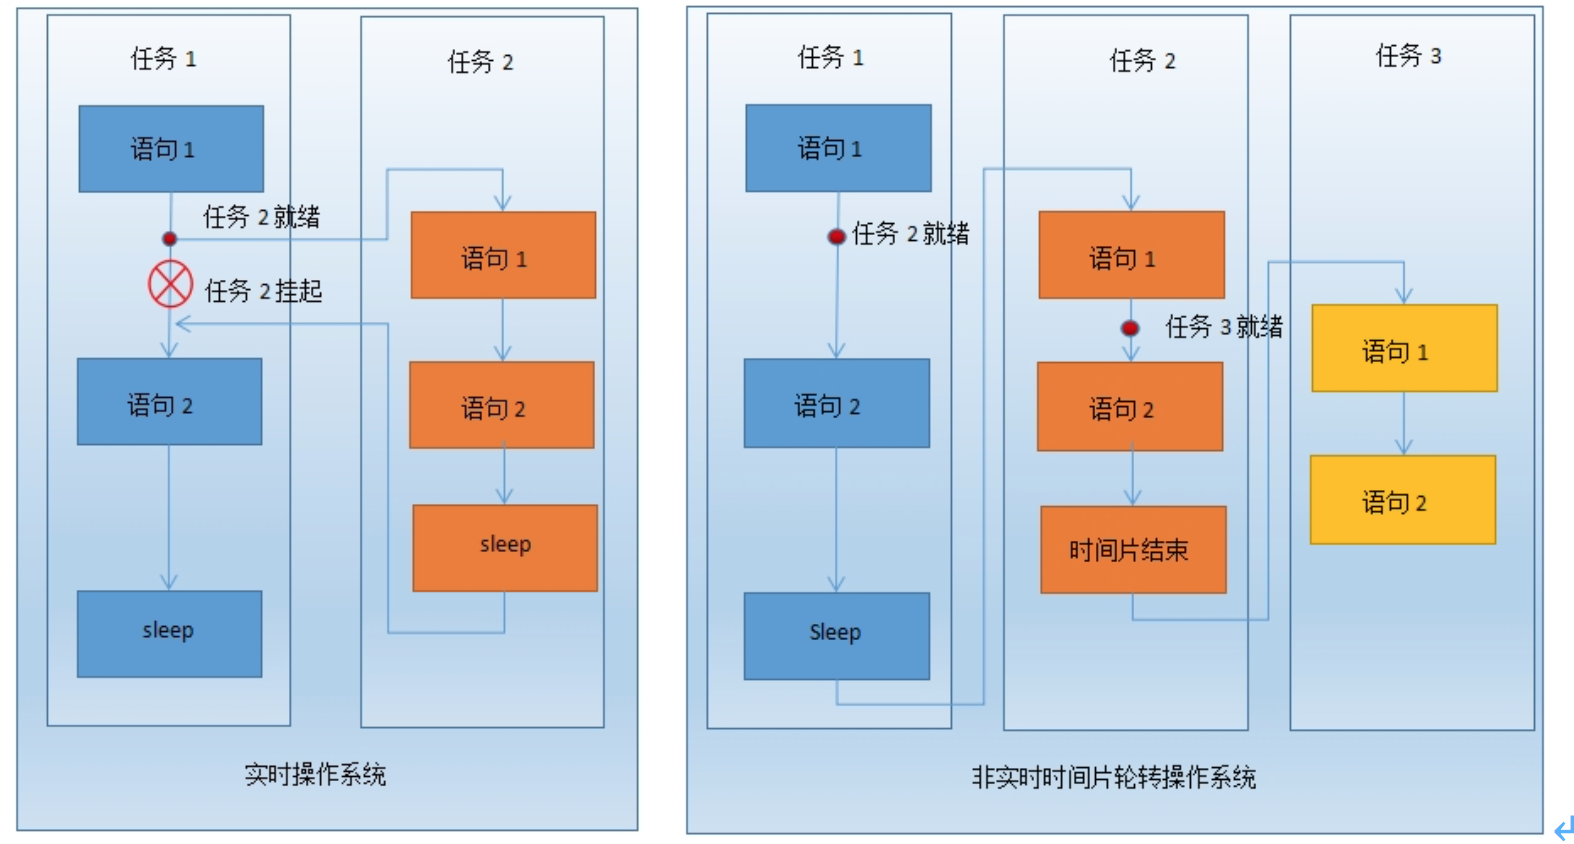 任务 1
语句 1
任务 2就绪
任务 2挂起
语句 2
sleep
任务 2
语句 1
语句 2
sleep
实时操作系统
任务 1
语句 1
任务 2就绪
语句 2
Sleep
任务 2
语句 1
任务 3就绪
语句 2
时间片结束
任务 3
语句 1
语句 2
非实时时间片轮转操作系统